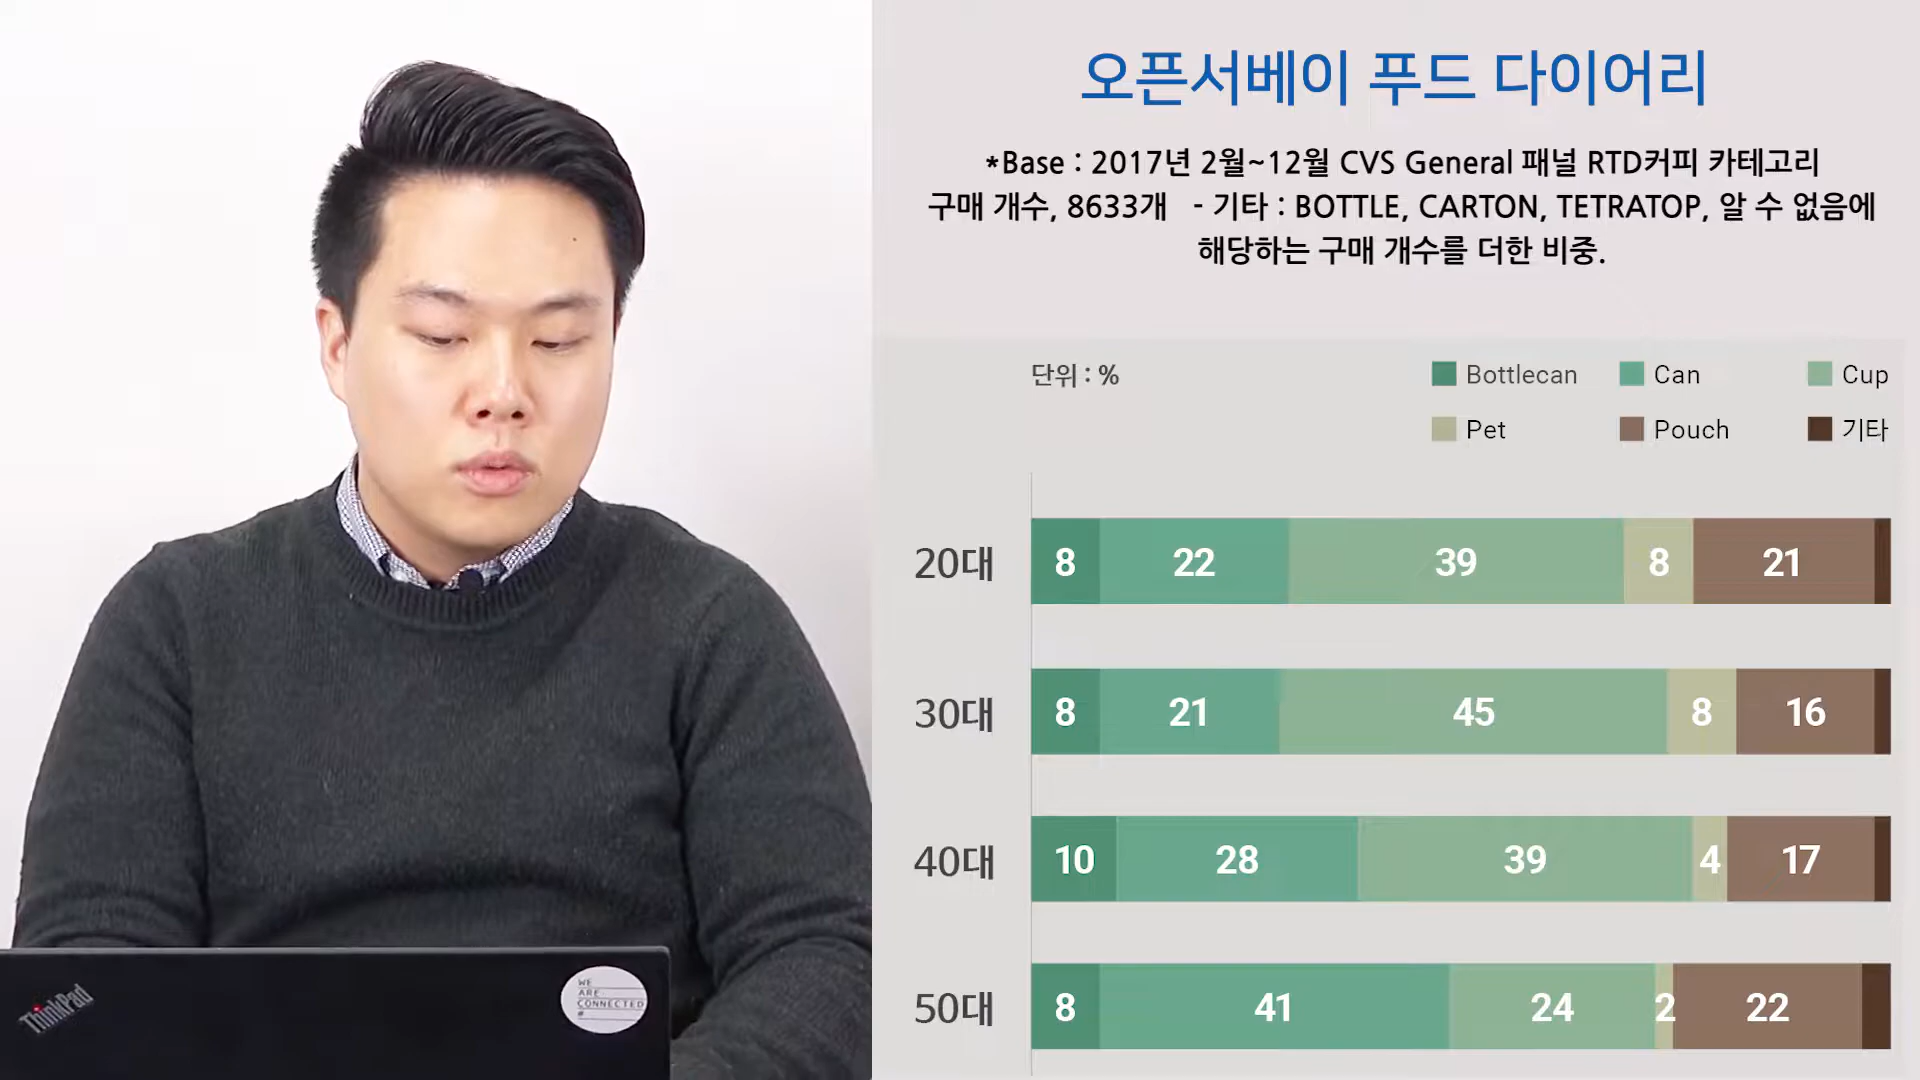 오픈서베이 푸드 다이어리
*Base : 2017년 2월~12월 CVS General 패널 RTD커피 카테고리
구매 개수, 8633개 - 기타 : BOTTLE, CARTON, TETRATOP, 알 수 없음에
해당하는 구매 개수를 더한 비중.
단위 : %
Bottlecan Can Cup
Pet Pouch 기타
20대 8 22 39 8 21
30대 8 21 45 8 16
40대 10 28 39 4 17
50대 8 41 24 2 22
ThinkPad
WE
ARE
CONNECTED
#